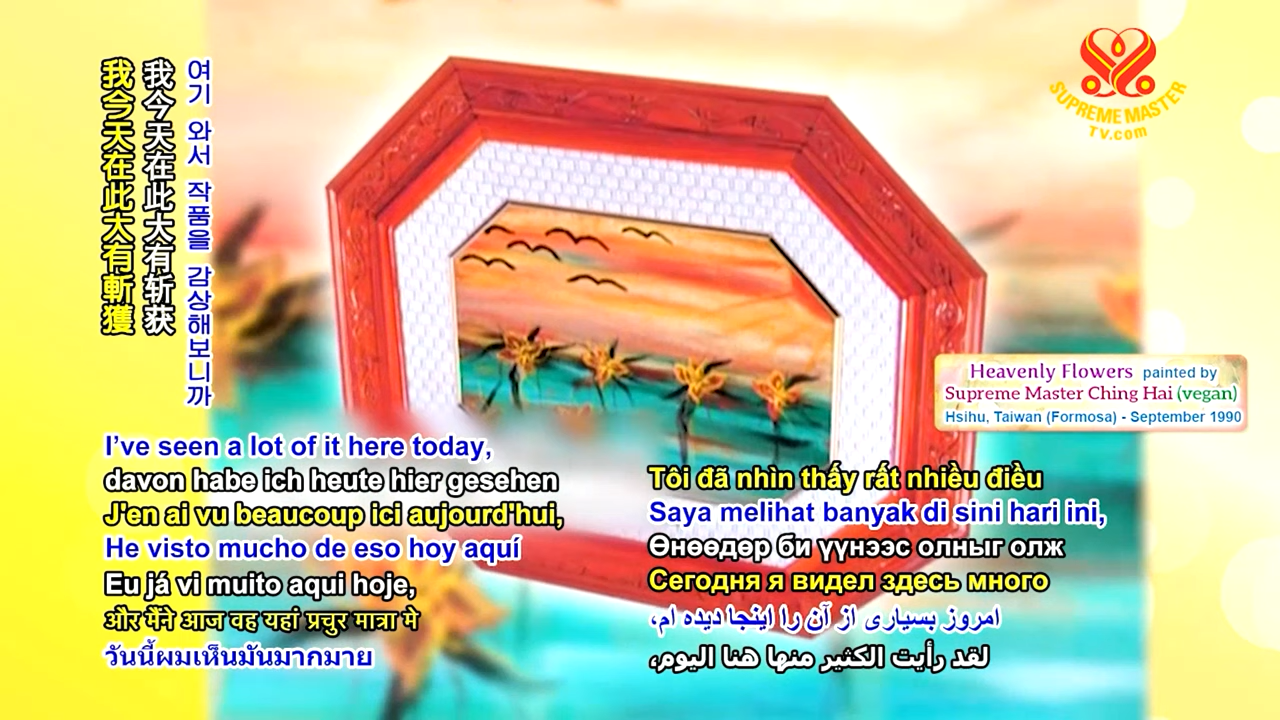 我今天在此大有斬獲
我今天在此大有斩获
여기 와서 작품을 감상해보니까
SUPREME MASTER
TV.com
Heavenly Flowers painted by
Supreme Master Ching Hai (vegan)
Hsihu, Taiwan (Formosa) - September 1990
I've seen a lot of it here today,
davon habe ich heute hier gesehen
J'en ai vu beaucoup ici aujourd'hui,
He visto mucho de eso hoy aquí
Eu já vi muito aqui hoje,
और मैंने आज वह यहां प्रचुर मात्रा मे
วันนี้ผมเห็นมันมากมาย
Tôi đã nhìn thấy rất nhiều điều
Saya melihat banyak di sini hari ini,
Өнөөдөр би үүнээс олныг олж
Сегодня я видел здесь много
امروز بسیاری از آن را اینجا دیده ام،
لقد رأيت الكثير منها هنا اليوم،